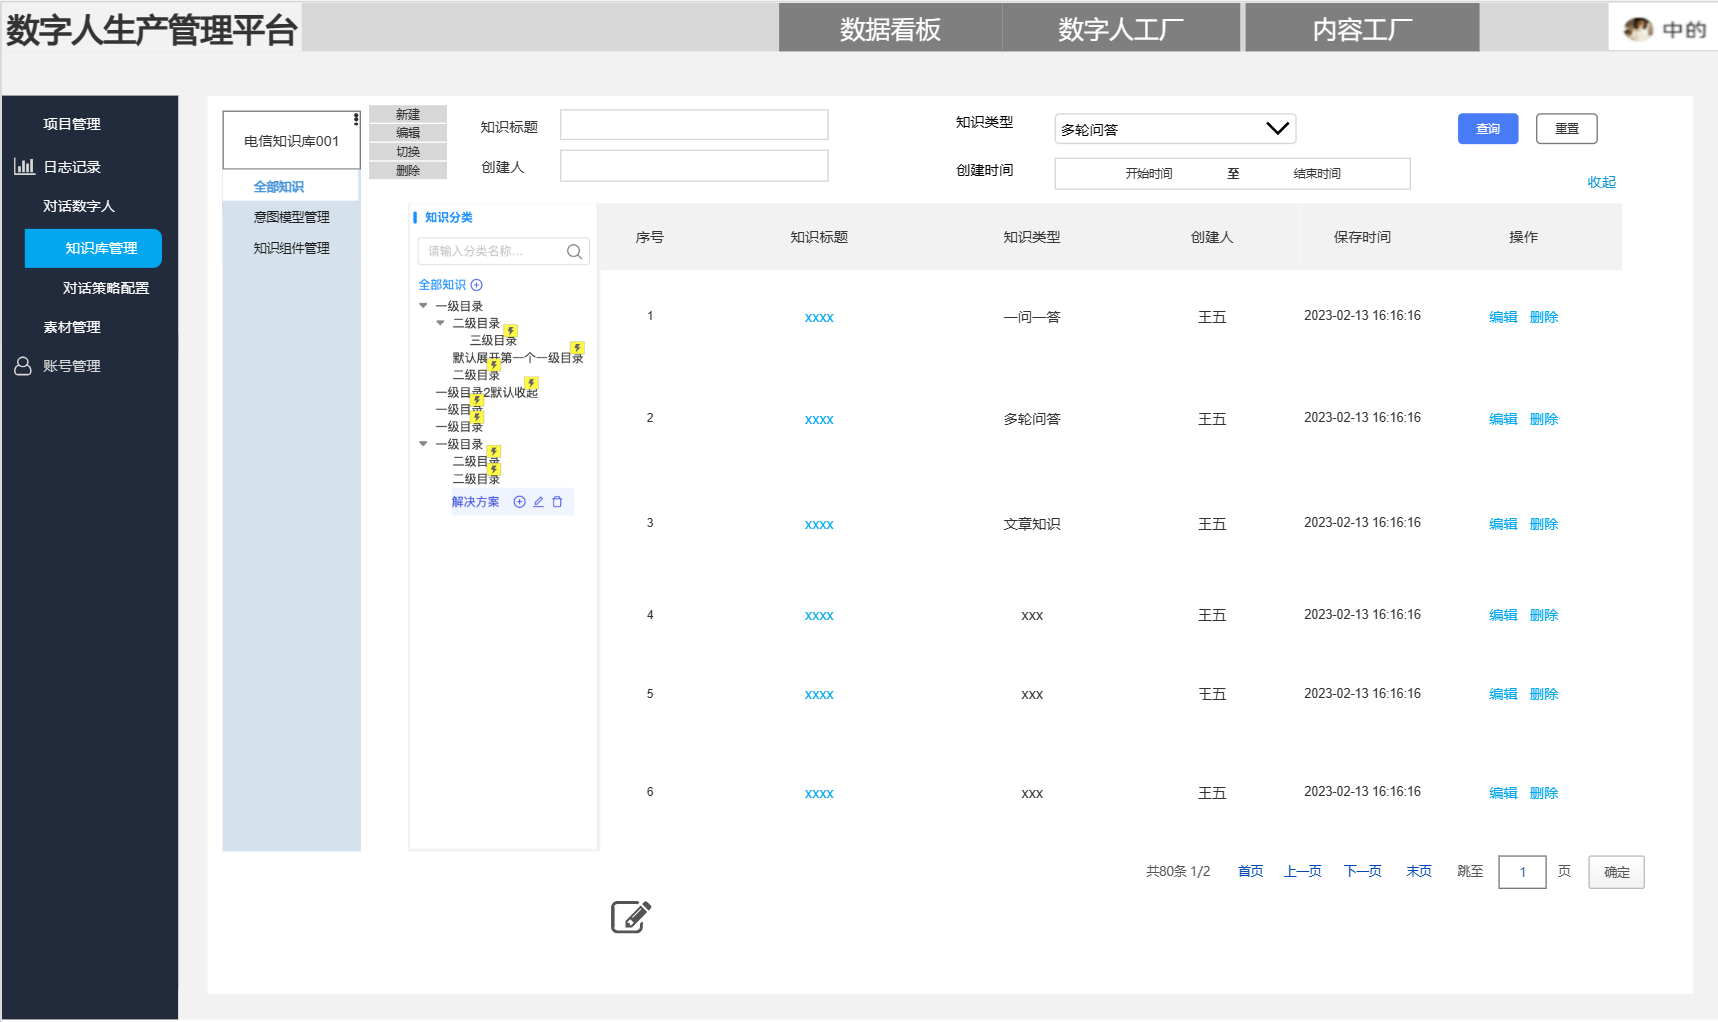 数字人生产管理平台
数据看板
数字人工厂
内容工厂
中的
项目管理
日志记录
对话数字人
知识库管理
对话策略配置
素材管理
账号管理
电信知识库001
全部知识
意图模型管理
知识组件管理
新建
编辑
切换
删除
知识标题
创建人
知识类型
多轮问答
创建时间
开始时间 至 结束时间
查询
重置
收起
知识分类
请输入分类名称...
全部知识
一级目录
二级目录
三级目录
默认展开第一个一级目录
二级目录
一级目录2默认收起
一级目录
一级目录
一级目录
二级目录
二级目录
解决方案
序号 知识标题 知识类型 创建人 保存时间 操作
1 xxxx 一问一答 王五 2023-02-13 16:16:16 编辑 删除
2 xxxx 多轮问答 王五 2023-02-13 16:16:16 编辑 删除
3 xxxx 文章知识 王五 2023-02-13 16:16:16 编辑 删除
4 xxxx xxx 王五 2023-02-13 16:16:16 编辑 删除
5 xxxx xxx 王五 2023-02-13 16:16:16 编辑 删除
6 xxxx xxx 王五 2023-02-13 16:16:16 编辑 删除
共80条 1/2 首页 上一页 下一页 末页 跳至 1 页 确定